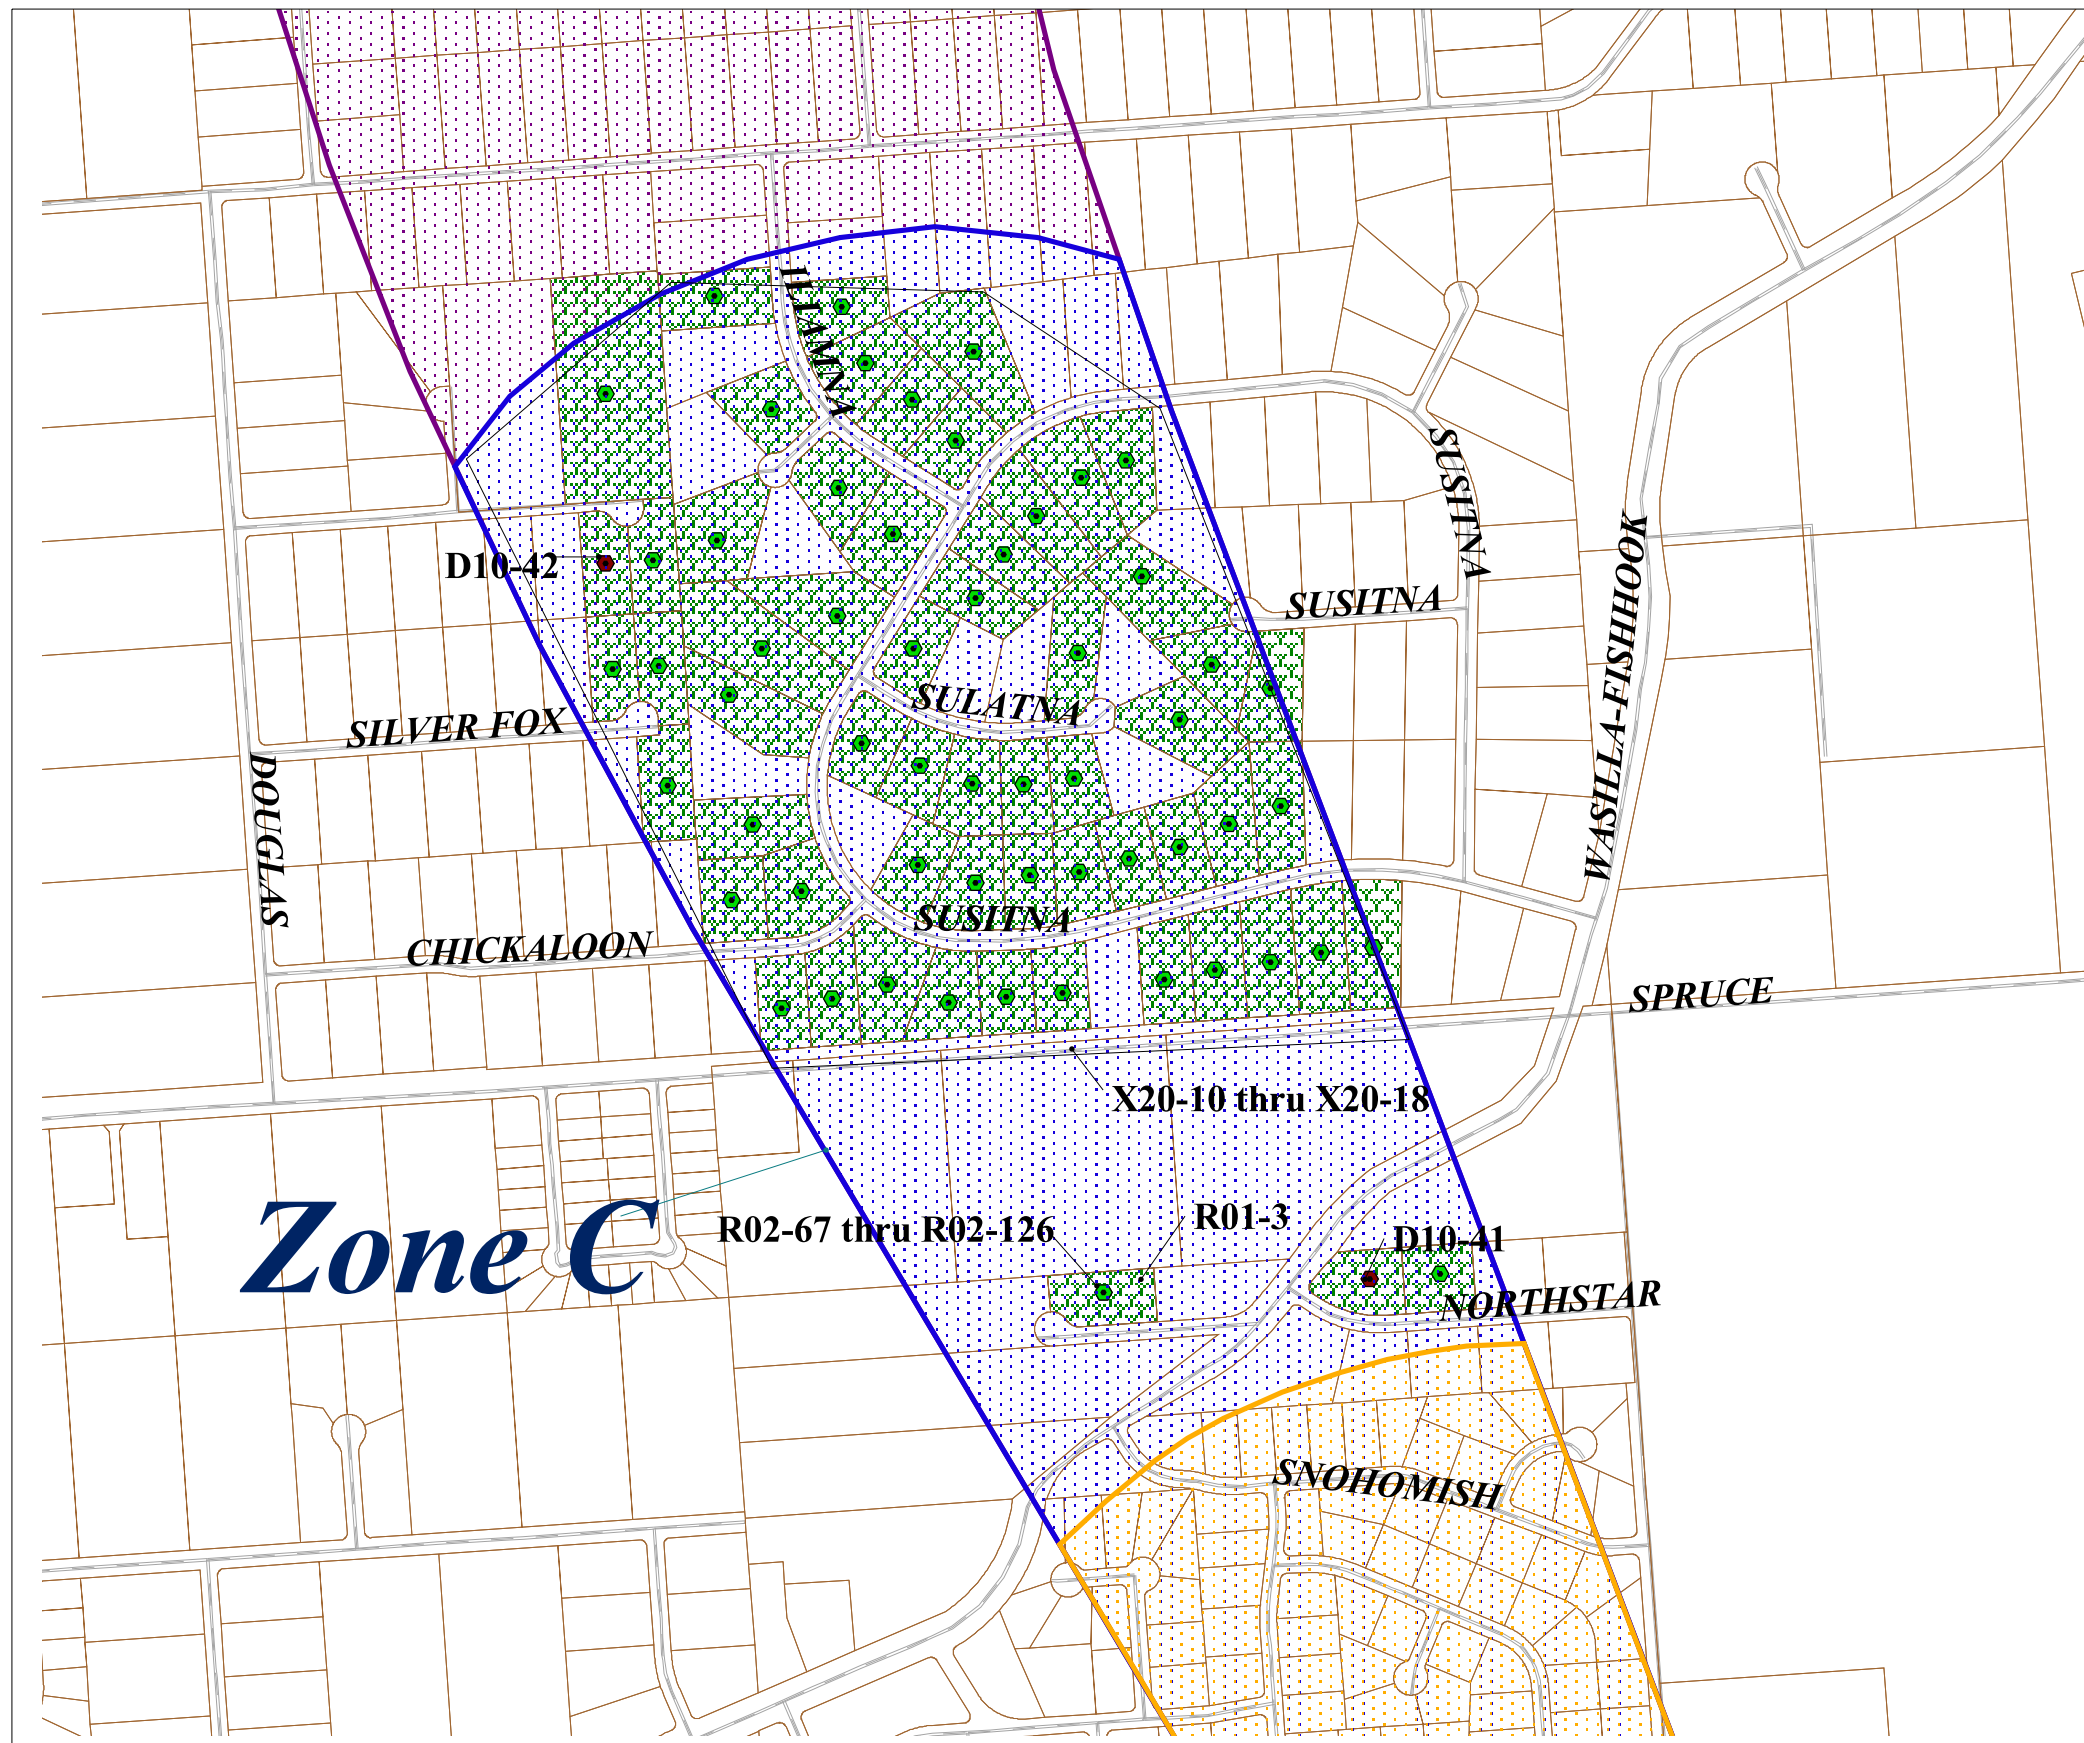 ILIAMNA
SUSITNA
D10-42
SUSITNA
WASILLA-FISHHOOK
SULATNA
SILVER FOX
DOUGLAS
SUSITNA
CHICKALOON
SPRUCE
X20-10 thru X20-18
Zone C
R02-67 thru R02-126
R01-3
D10-41
NORTHSTAR
SNOHOMISH